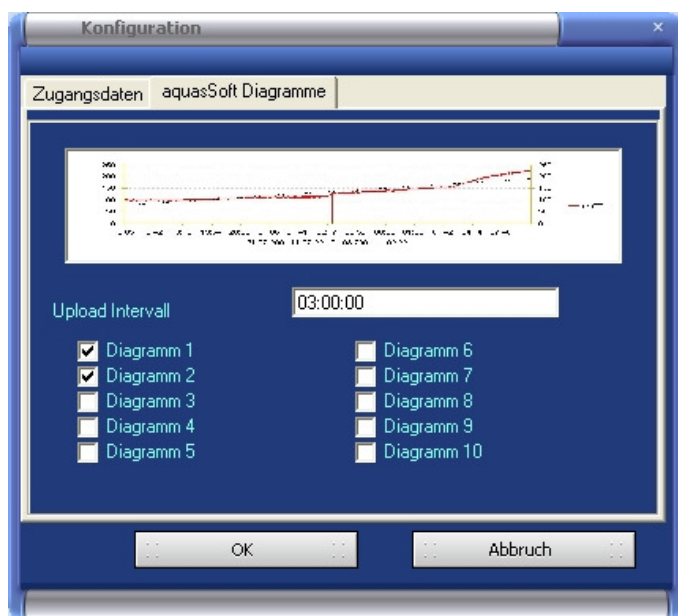 Konfiguration
×
Zugangsdaten
aquasSoft Diagramme
Upload Intervall
03:00:00
Diagramm 1
Diagramm 6
Diagramm 2
Diagramm 7
Diagramm 3
Diagramm 8
Diagramm 4
Diagramm 9
Diagramm 5
Diagramm 10
OK
Abbruch